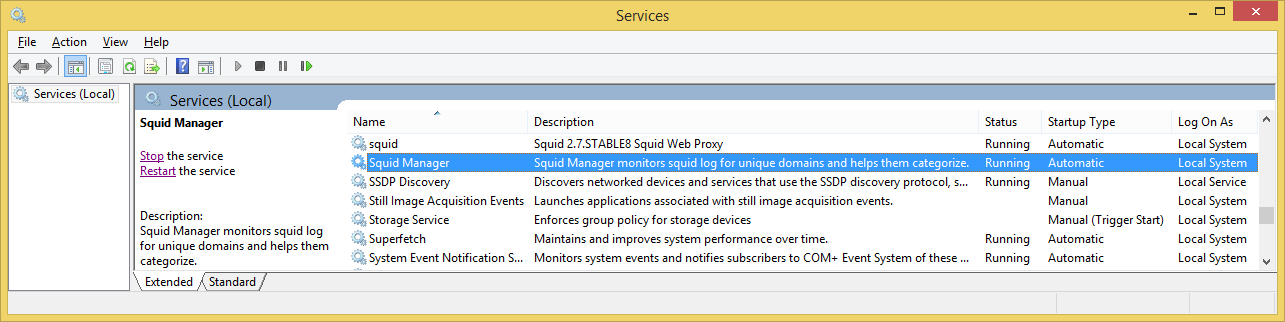 Services
File Action View Help
Services (Local)
Services (Local)
Squid Manager
Stop the service
Restart the service
Description:
Squid Manager monitors squid log
for unique domains and helps them
categorize.
Name Description Status Startup Type Log On As
squid Squid 2.7.STABLE8 Squid Web Proxy Running Automatic Local System
Squid Manager Squid Manager monitors squid log for unique domains and helps them categorize. Running Automatic Local System
SSDP Discovery Discovers networked devices and services that use the SSDP discovery protocol, s... Running Manual Local Service
Still Image Acquisition Events Launches applications associated with still image acquisition events. Manual Local System
Storage Service Enforces group policy for storage devices Manual (Trigger Start) Local System
Superfetch Maintains and improves system performance over time. Running Automatic Local System
System Event Notification S... Monitors system events and notifies subscribers to COM+ Event System of these ... Running Automatic Local System
Extended Standard